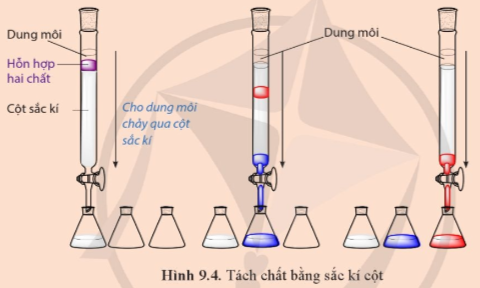 Dung môi
Hỗn hợp
hai chất
Cột sắc kí
Cho dung môi
chảy qua cột
sắc kí
Dung môi
Hình 9.4. Tách chất bằng sắc kí cột